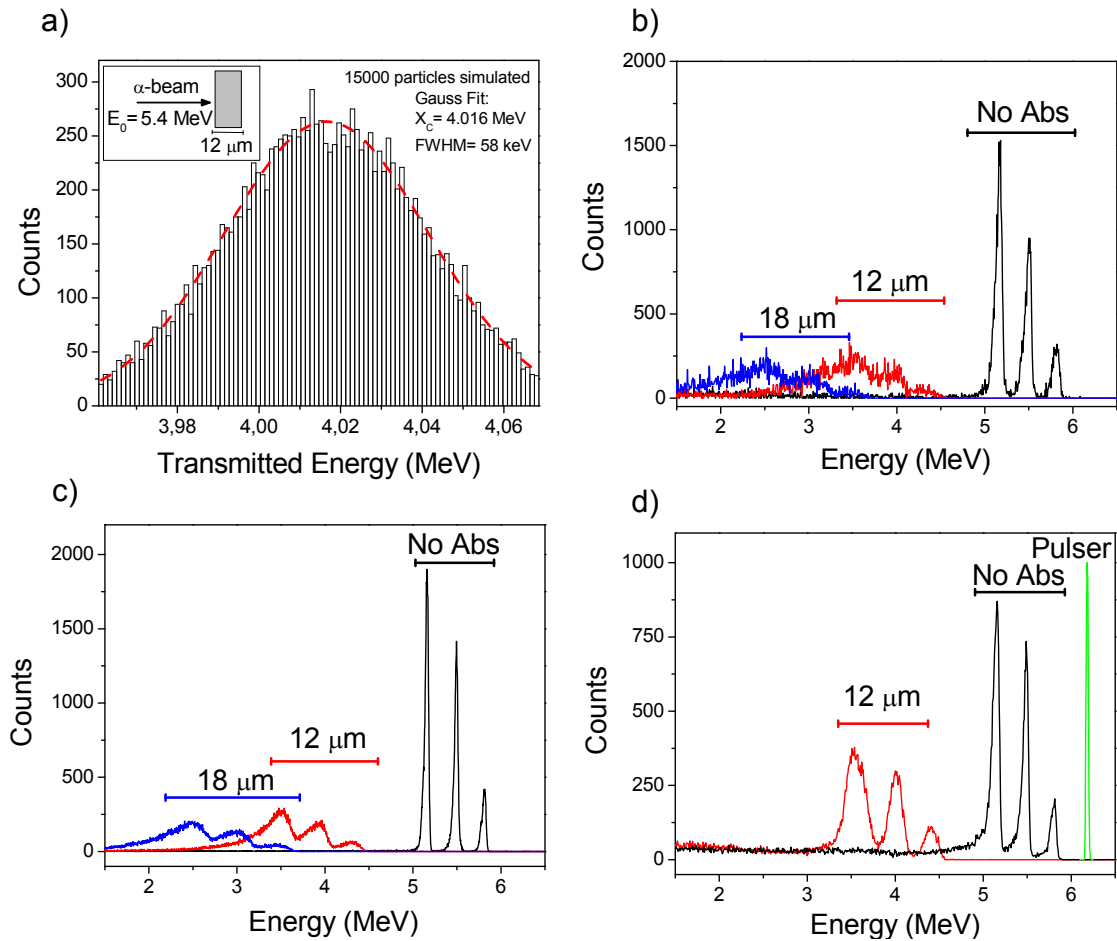 a)
300
250
200
150
100
50
0
Counts
3,98
4,00
4,02
4,04
4,06
Transmitted Energy (MeV)
α-beam
E0= 5.4 MeV
12 μm
15000 particles simulated
Gauss Fit:
XC= 4.016 MeV
FWHM= 58 keV
b)
2000
1500
1000
500
0
Counts
No Abs
12 μm
18 μm
2
3
4
5
6
Energy (MeV)
c)
2000
1500
1000
500
0
Counts
No Abs
12 μm
18 μm
2
3
4
5
6
Energy (MeV)
d)
1000
750
500
250
0
Counts
Pulser
No Abs
12 μm
2
3
4
5
6
Energy (MeV)